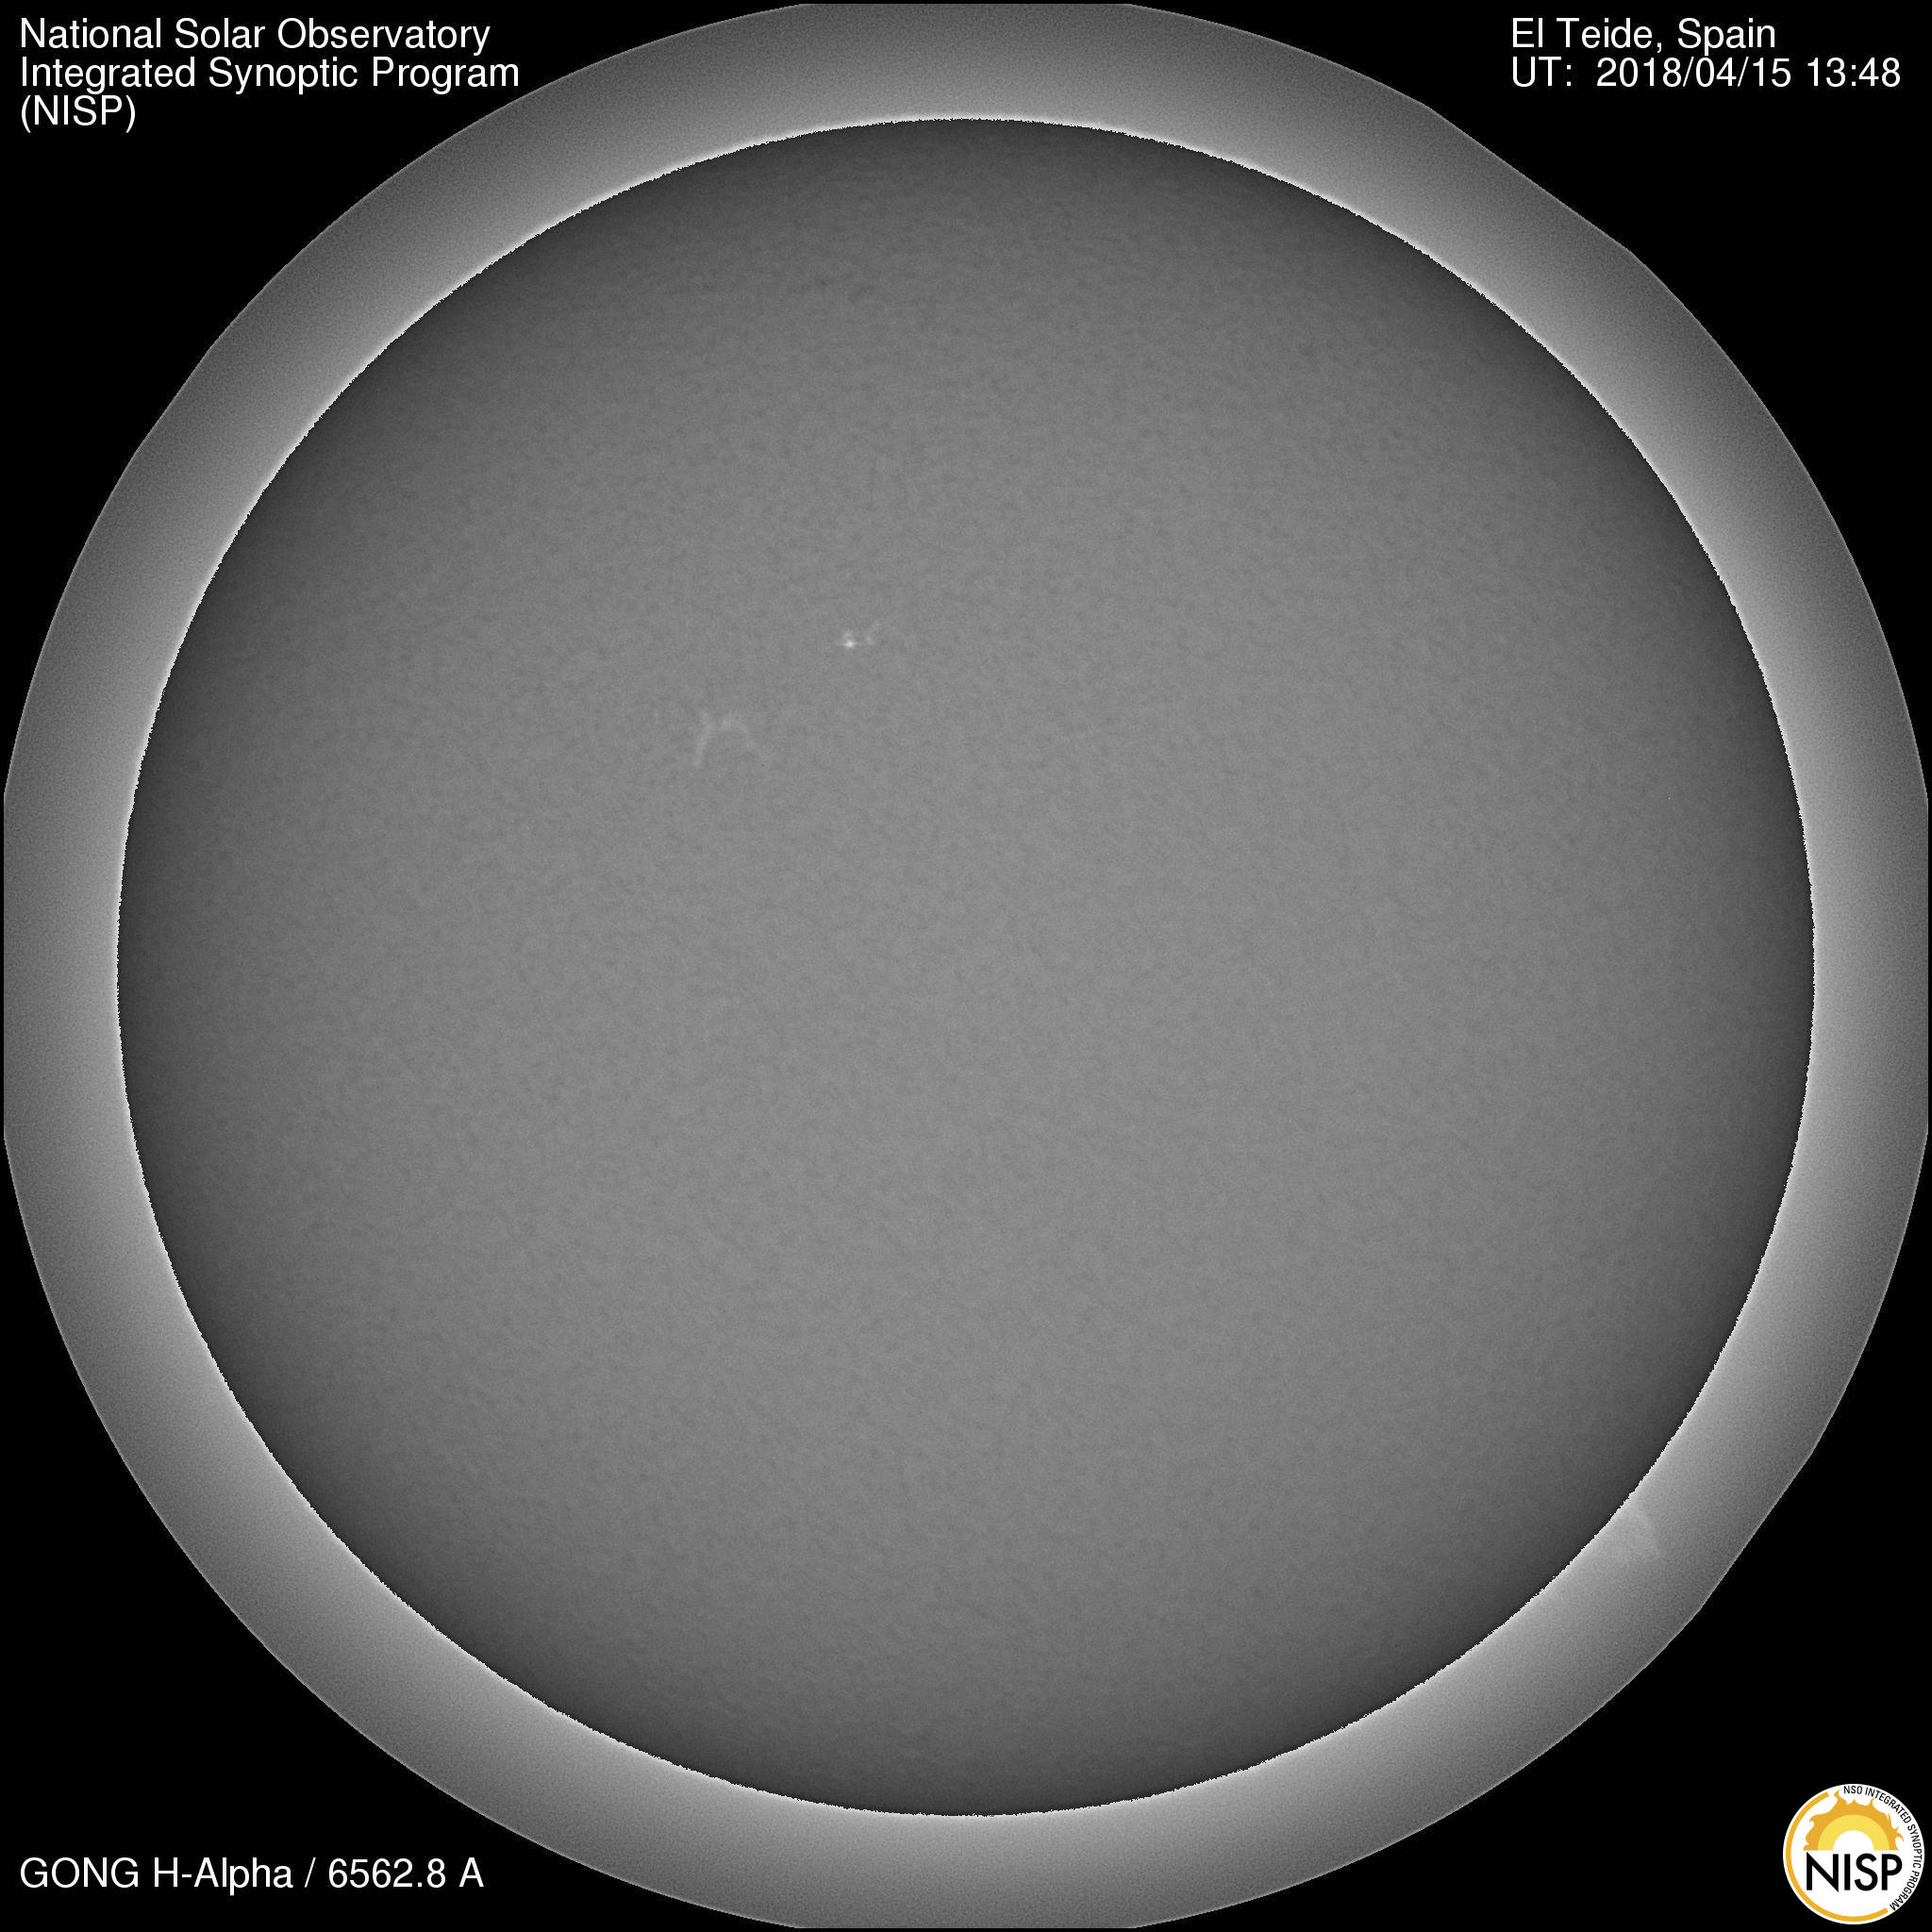 National Solar Observatory
Integrated Synoptic Program
(NISP)
El Teide, Spain
UT: 2018/04/15 13:48
GONG H-Alpha / 6562.8 A
NSO INTEGRATED SYNOPTIC PROGRAM
NISP